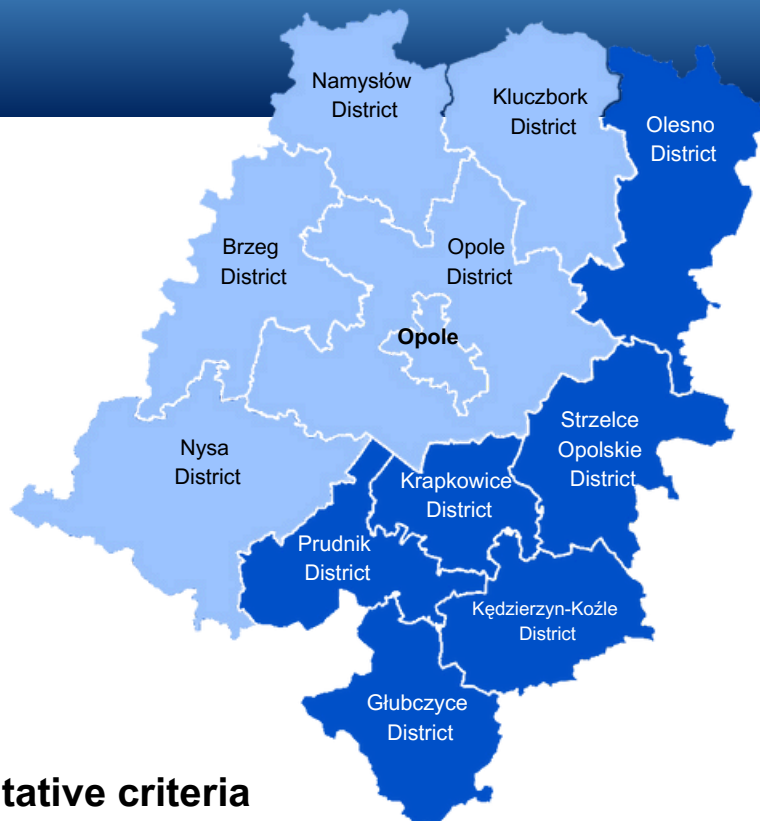 Namysłów
District
Kluczbork
District
Olesno
District
Brzeg
District
Opole
District
Opole
Strzelce
Opolskie
District
Nysa
District
Krapkowice
District
Prudnik
District
Kędzierzyn-Koźle
District
Głubczyce
District
tative criteria